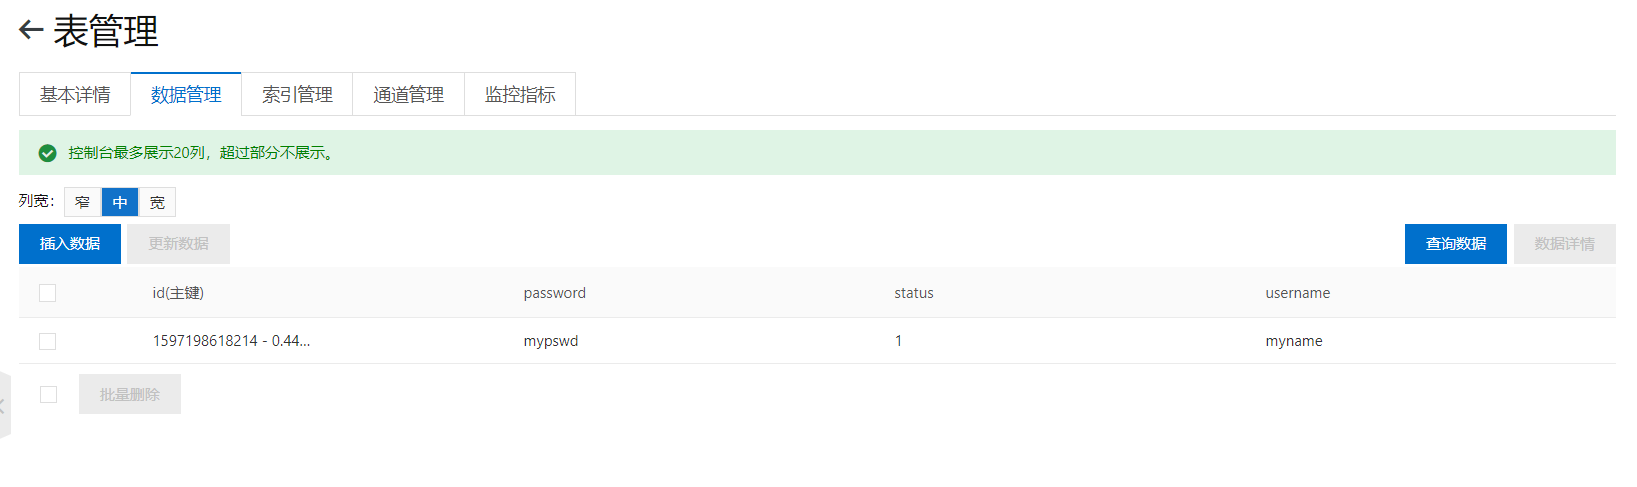 表管理
基本详情 数据管理 索引管理 通道管理 监控指标
控制台最多展示20列，超过部分不展示。
列宽： 窄 中 宽
插入数据 更新数据 查询数据 数据详情
id(主键) password status username
1597198618214 - 0.44... mypswd 1 myname
批量删除